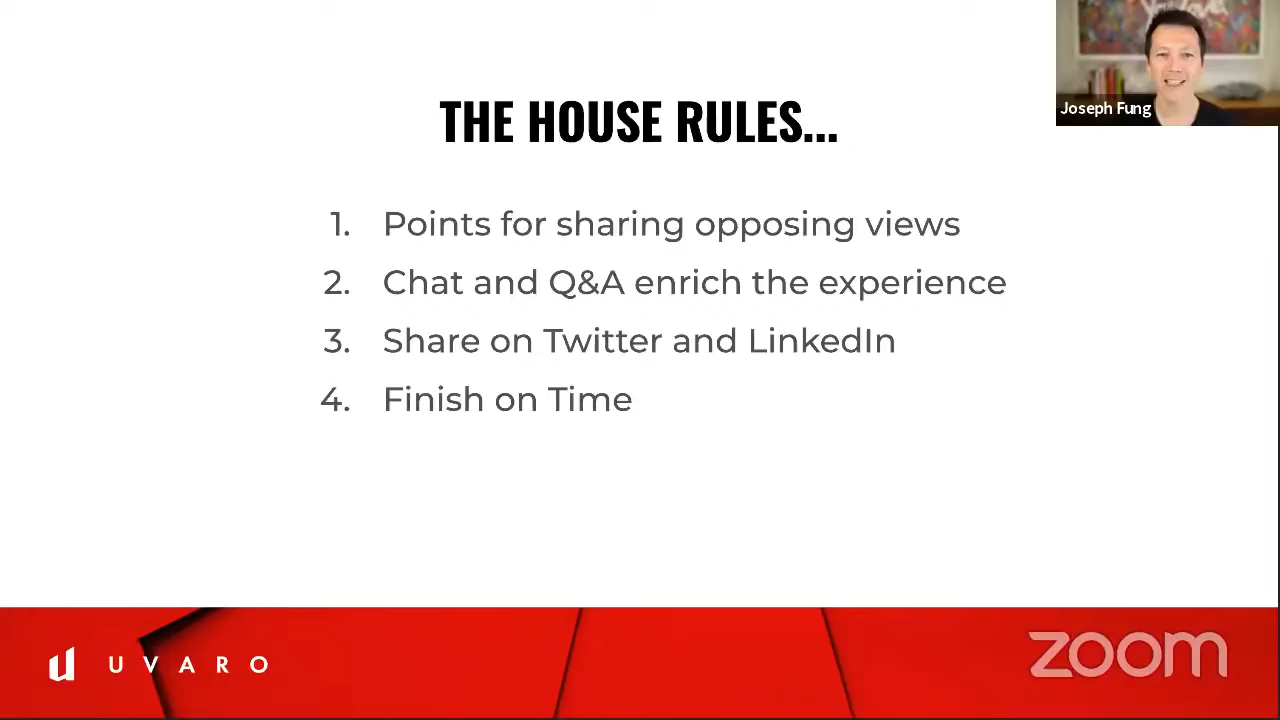 THE HOUSE RULES...
1. Points for sharing opposing views
2. Chat and Q&A enrich the experience
3. Share on Twitter and LinkedIn
4. Finish on Time
Joseph Fung
UVARO
zoom